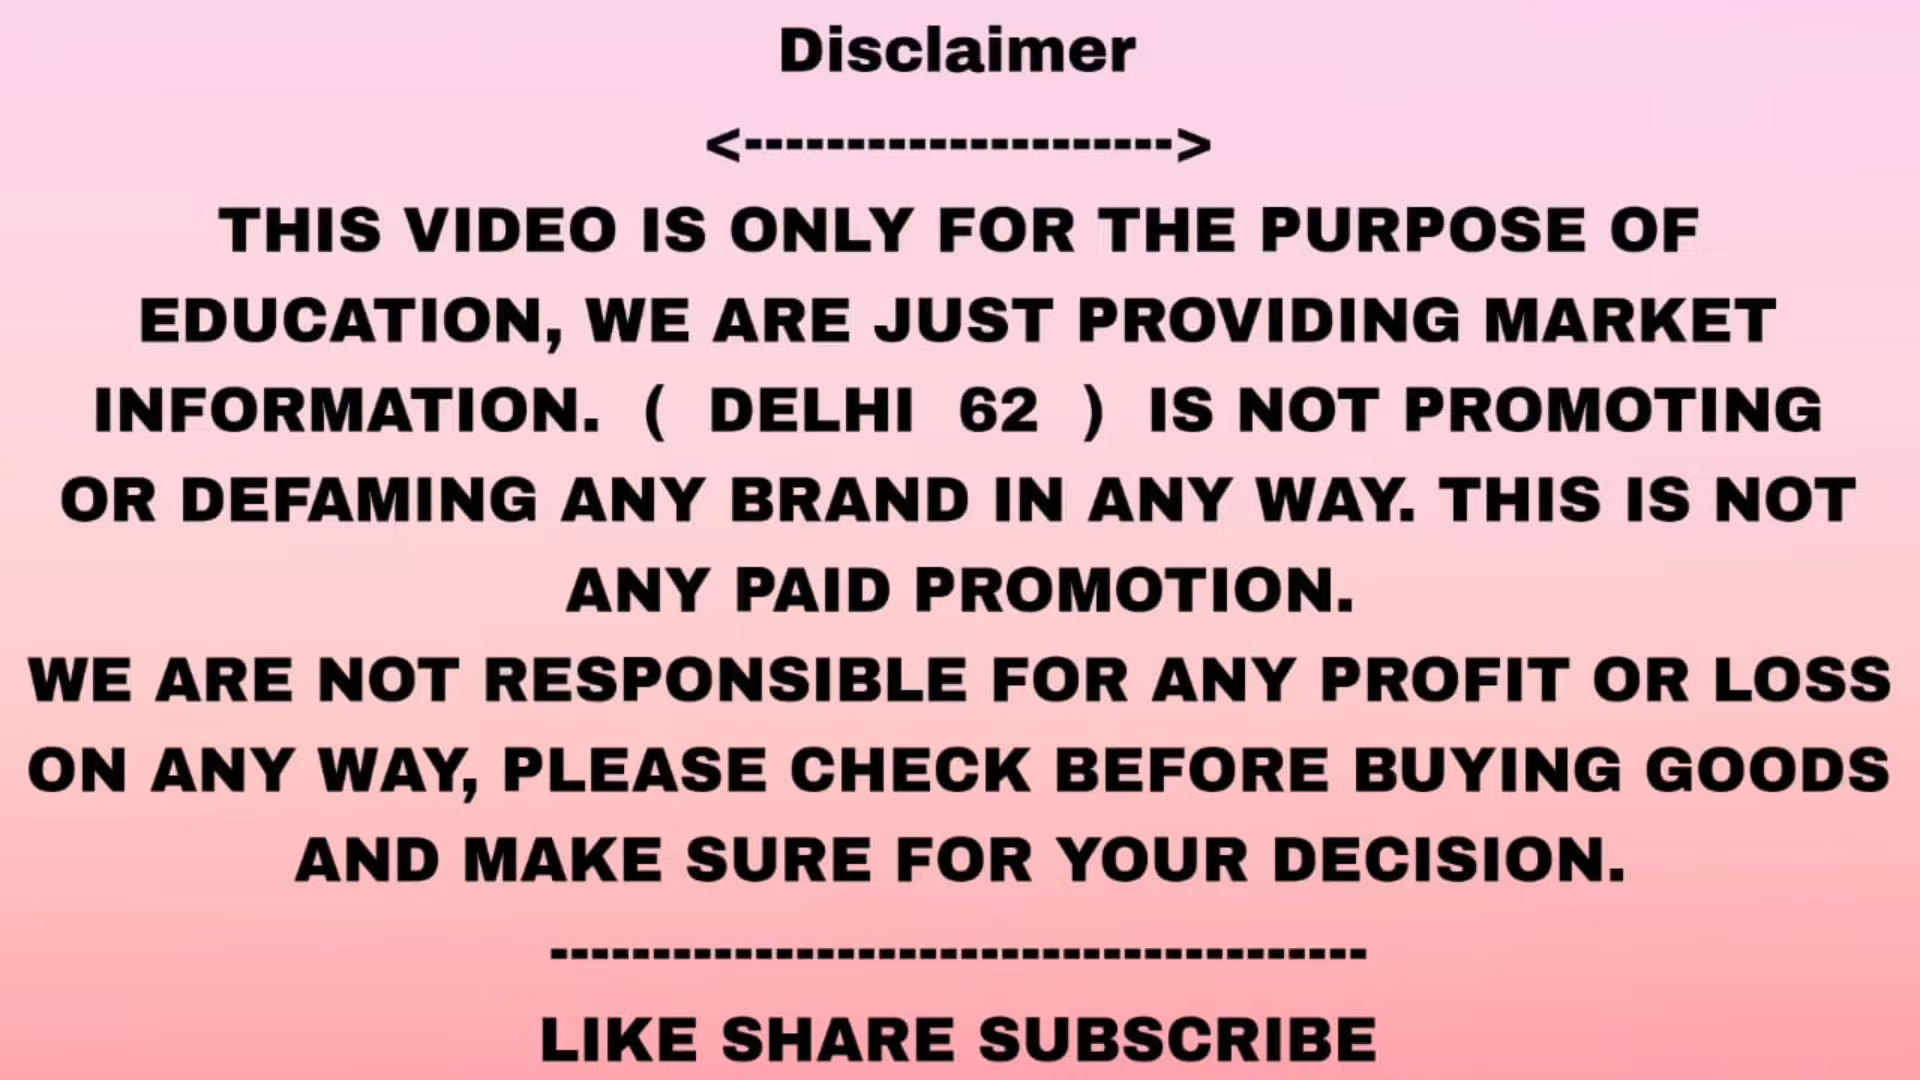 Disclaimer
<--------------------->
THIS VIDEO IS ONLY FOR THE PURPOSE OF
EDUCATION, WE ARE JUST PROVIDING MARKET
INFORMATION. ( DELHI 62 ) IS NOT PROMOTING
OR DEFAMING ANY BRAND IN ANY WAY. THIS IS NOT
ANY PAID PROMOTION.
WE ARE NOT RESPONSIBLE FOR ANY PROFIT OR LOSS
ON ANY WAY, PLEASE CHECK BEFORE BUYING GOODS
AND MAKE SURE FOR YOUR DECISION.
----------------------------------------
LIKE SHARE SUBSCRIBE